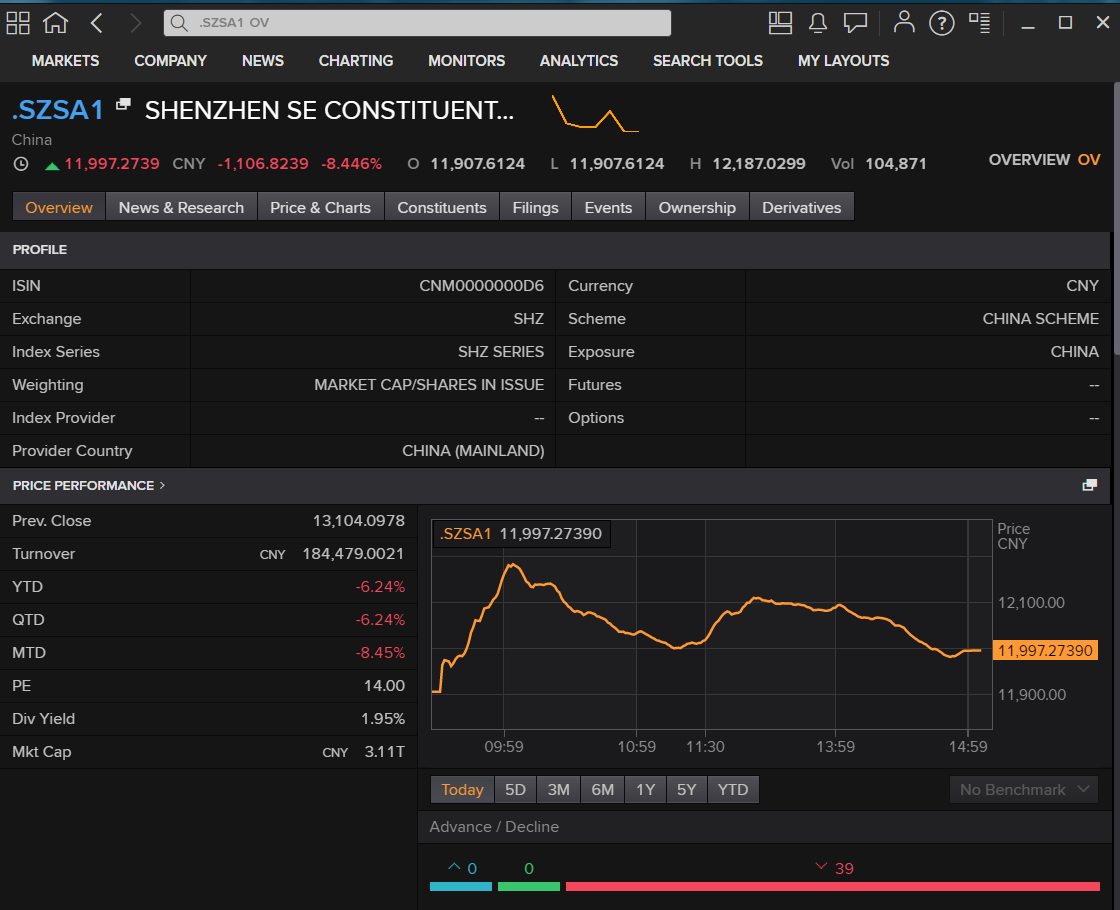 .SZSA1 OV
MARKETS COMPANY NEWS CHARTING MONITORS ANALYTICS SEARCH TOOLS MY LAYOUTS
.SZSA1 SHENZHEN SE CONSTITUENT...
China
11,997.2739 CNY -1,106.8239 -8.446% O 11,907.6124 L 11,907.6124 H 12,187.0299 Vol 104,871 OVERVIEW OV
Overview News & Research Price & Charts Constituents Filings Events Ownership Derivatives
PROFILE
ISIN CNM0000000D6 Currency CNY
Exchange SHZ Scheme CHINA SCHEME
Index Series SHZ SERIES Exposure CHINA
Weighting MARKET CAP/SHARES IN ISSUE Futures --
Index Provider -- Options --
Provider Country CHINA (MAINLAND)
PRICE PERFORMANCE >
Prev. Close 13,104.0978
Turnover CNY 184,479.0021
YTD -6.24%
QTD -6.24%
MTD -8.45%
PE 14.00
Div Yield 1.95%
Mkt Cap CNY 3.11T
.SZSA1 11,997.27390
Price
CNY
12,100.00
11,997.27390
11,900.00
09:59 10:59 11:30 13:59 14:59
Today 5D 3M 6M 1Y 5Y YTD No Benchmark
Advance / Decline
0 0 39